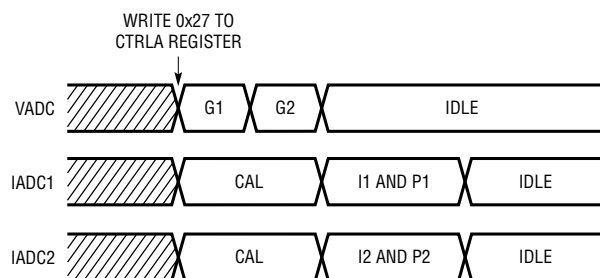 WRITE 0x27 TO
CTRLA REGISTER
VADC G1 G2 IDLE
IADC1 CAL I1 AND P1 IDLE
IADC2 CAL I2 AND P2 IDLE